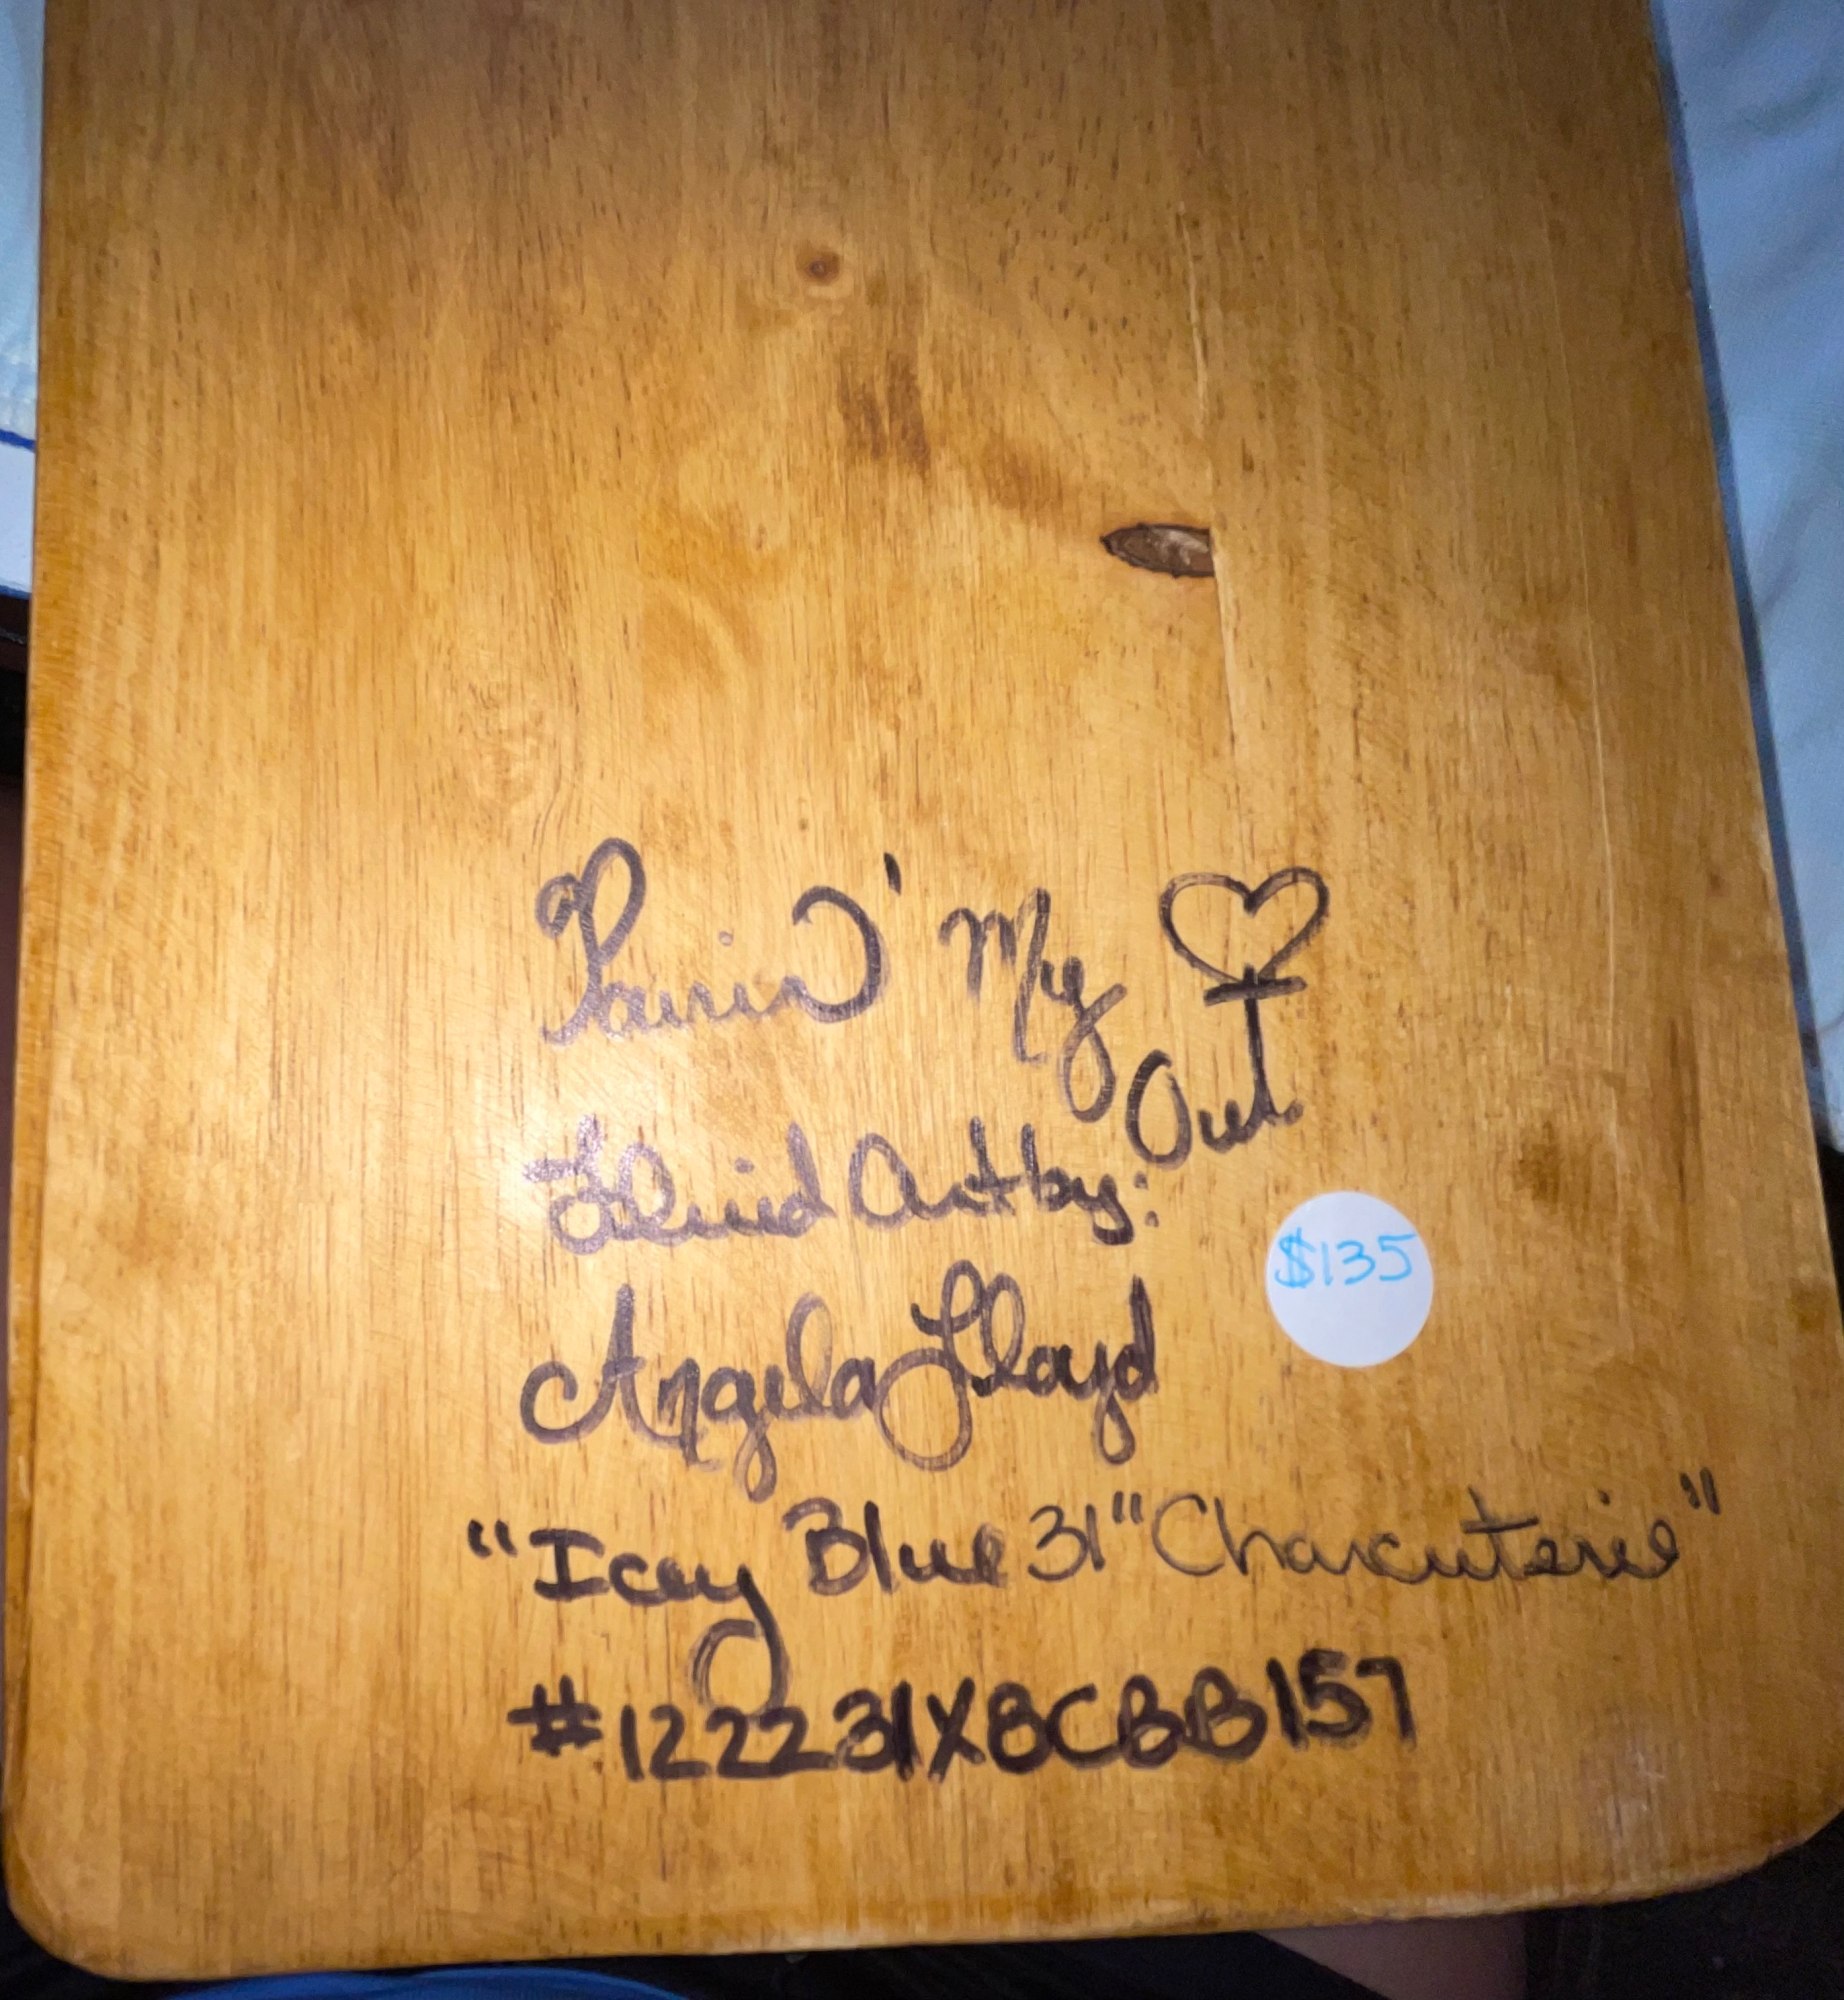 Pourin' My ♡
Out
Fluid Art by:
Angela Lloyd
$135
"Icey Blue 31" Charcuterie"
#122231X8CBB157